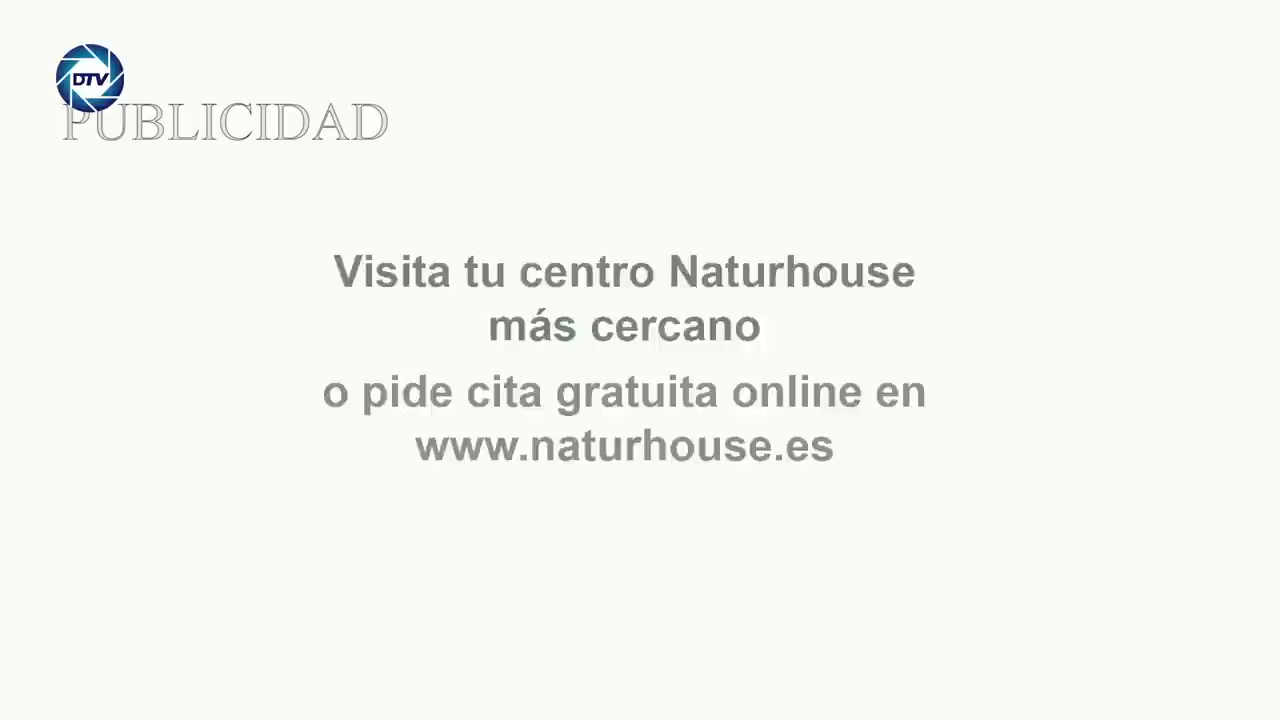 DTV
PUBLICIDAD
Visita tu centro Naturhouse
más cercano
o pide cita gratuita online en
www.naturhouse.es